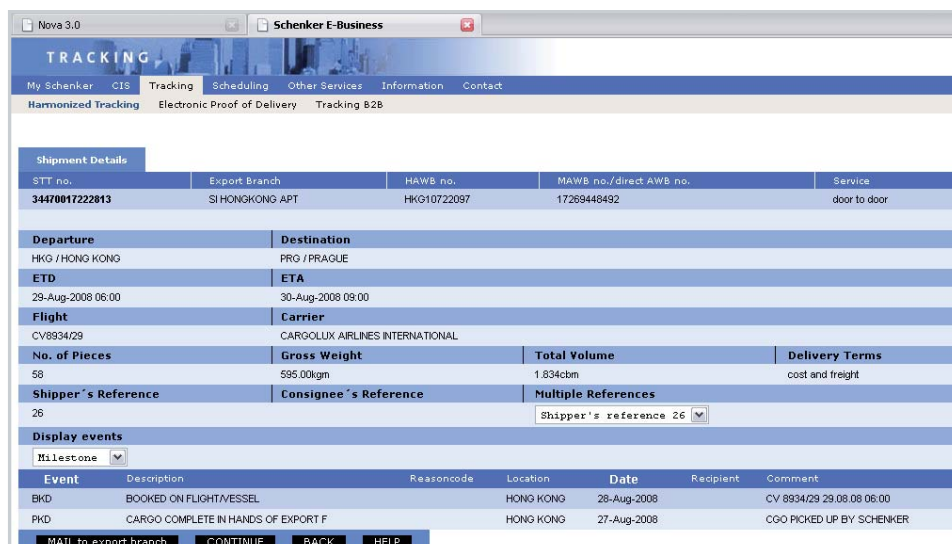 Nova 3.0 Schenker E-Business
TRACKING
My Schenker CIS Tracking Scheduling Other Services Information Contact
Harmonized Tracking Electronic Proof of Delivery Tracking B2B
Shipment Details
STT no. Export Branch HAWB no. MAWB no./direct AWB no. Service
34470017222813 SI HONGKONG APT HKG10722097 17269448492 door to door
Departure Destination
HKG / HONG KONG PRG / PRAGUE
ETD ETA
29-Aug-2008 06:00 30-Aug-2008 09:00
Flight Carrier
CV8934/29 CARGOLUX AIRLINES INTERNATIONAL
No. of Pieces Gross Weight Total Volume Delivery Terms
58 595.00kgm 1.834cbm cost and freight
Shipper´s Reference Consignee´s Reference Multiple References
26 Shipper's reference 26
Display events
Milestone
Event Description Reasoncode Location Date Recipient Comment
BKD BOOKED ON FLIGHT/VESSEL HONG KONG 28-Aug-2008 CV 8934/29 29.08.08 06:00
PKD CARGO COMPLETE IN HANDS OF EXPORT F HONG KONG 27-Aug-2008 CGO PICKED UP BY SCHENKER
MAIL to export branch CONTINUE BACK HELP